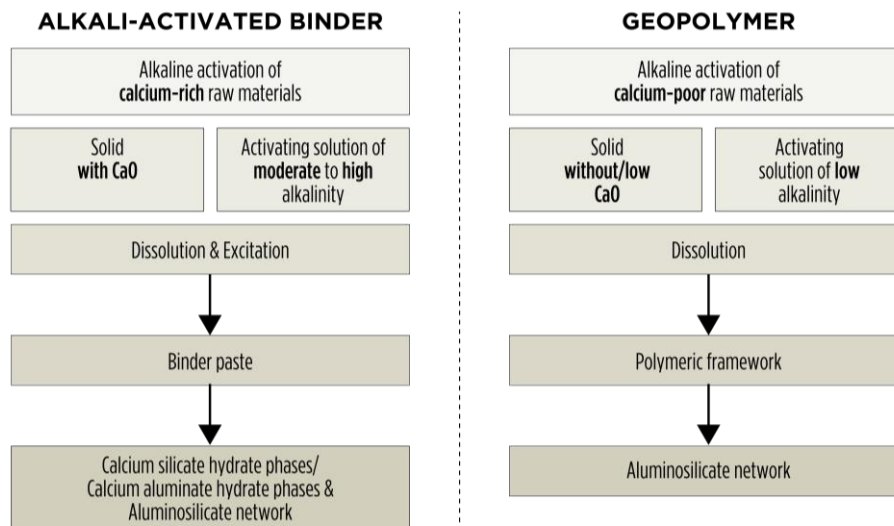 ALKALI-ACTIVATED BINDER
Alkaline activation of
calcium-rich raw materials
Solid
with CaO
Activating solution of
moderate to high
alkalinity
Dissolution & Excitation
Binder paste
Calcium silicate hydrate phases/
Calcium aluminate hydrate phases &
Aluminosilicate network
GEOPOLYMER
Alkaline activation of
calcium-poor raw materials
Solid
without/low
CaO
Activating
solution of low
alkalinity
Dissolution
Polymeric framework
Aluminosilicate network